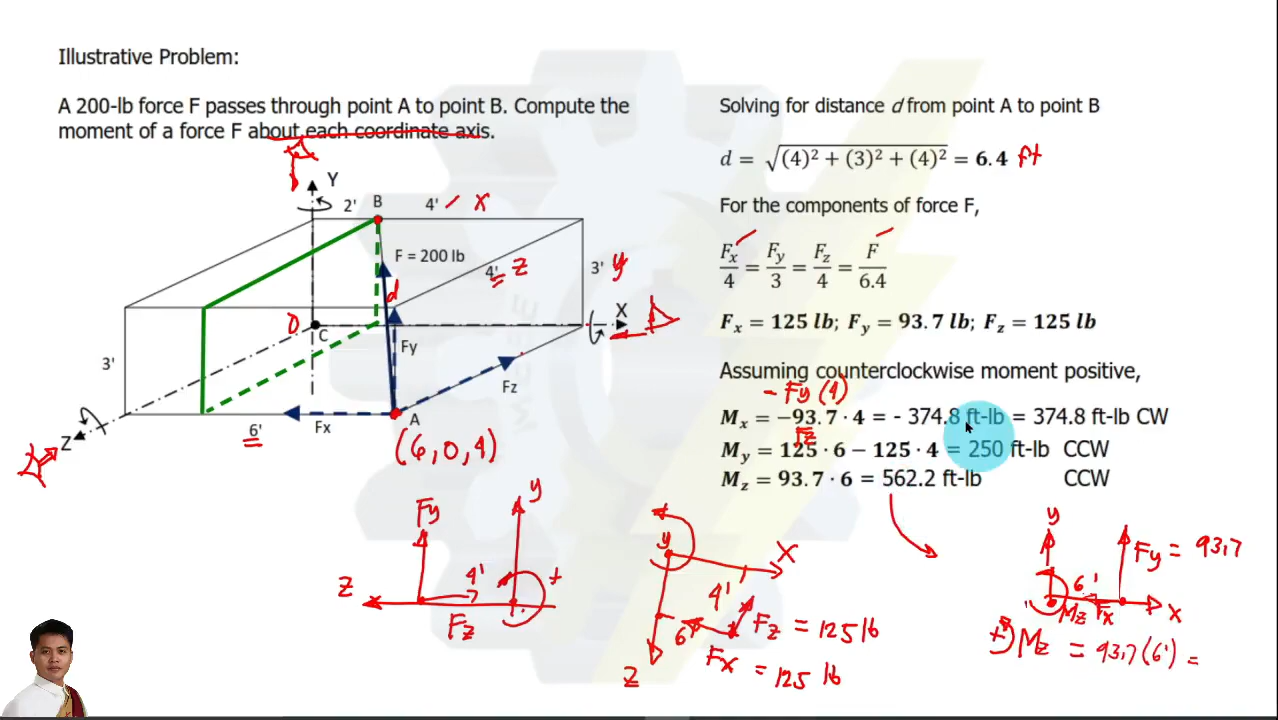 Illustrative Problem:
A 200-lb force F passes through point A to point B. Compute the
moment of a force F about each coordinate axis.
Y
2'
B
4' x
F = 200 lb
4' z
3' y
d
X
O
C
3'
Fy
Fz
Z
6'
Fx
A
(6,0,4)
Solving for distance d from point A to point B
d = √(4)² + (3)² + (4)² = 6.4 ft
For the components of force F,
Fx/4 = Fy/3 = Fz/4 = F/6.4
Fx = 125 lb; Fy = 93.7 lb; Fz = 125 lb
Assuming counterclockwise moment positive,
- Fy (4)
Mx = −93.7 · 4 = - 374.8 ft-lb = 374.8 ft-lb CW
Fz
My = 125 · 6 − 125 · 4 = 250 ft-lb CCW
Mz = 93.7 · 6 = 562.2 ft-lb CCW
Fy
y
4'
+
Z
Fz
y
X
4'
Fz = 125 lb
6'
Fx = 125 lb
Z
y
Fy = 93.7
6'
Mz
Fx
X
+ Mz = 93.7 (6') =